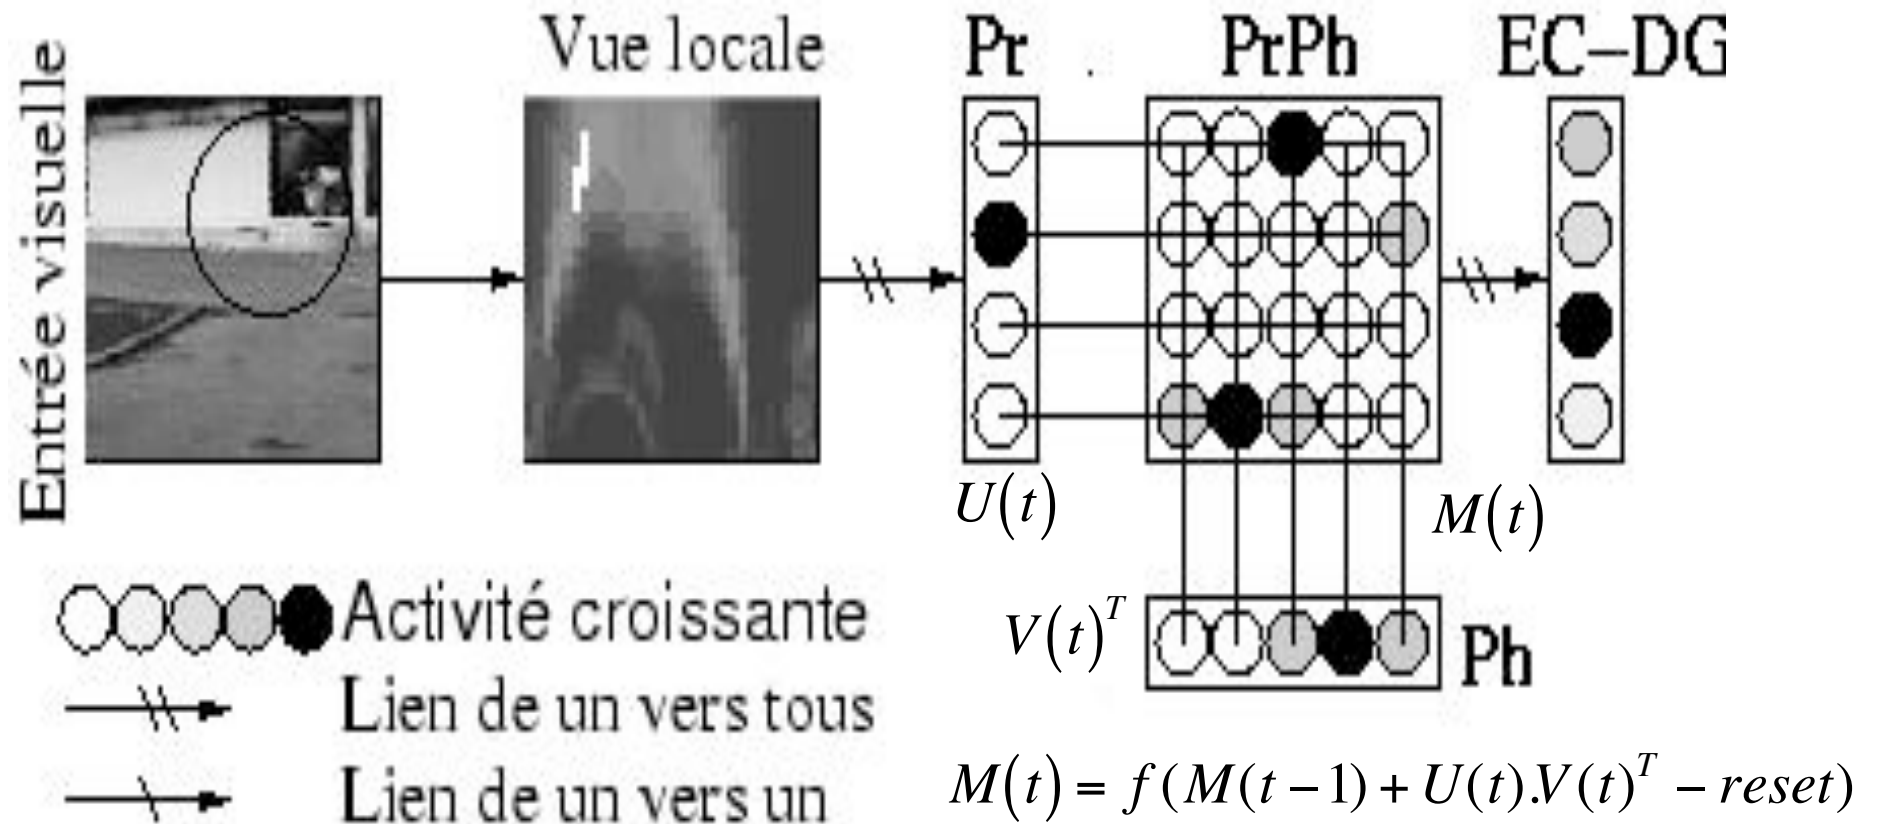 Entrée visuelle
Vue locale
Pr
PrPh
EC–DG
U(t)
M(t)
V(t)^T
Ph
Activité croissante
Lien de un vers tous
Lien de un vers un
M(t) = f(M(t−1) + U(t).V(t)^T − reset)